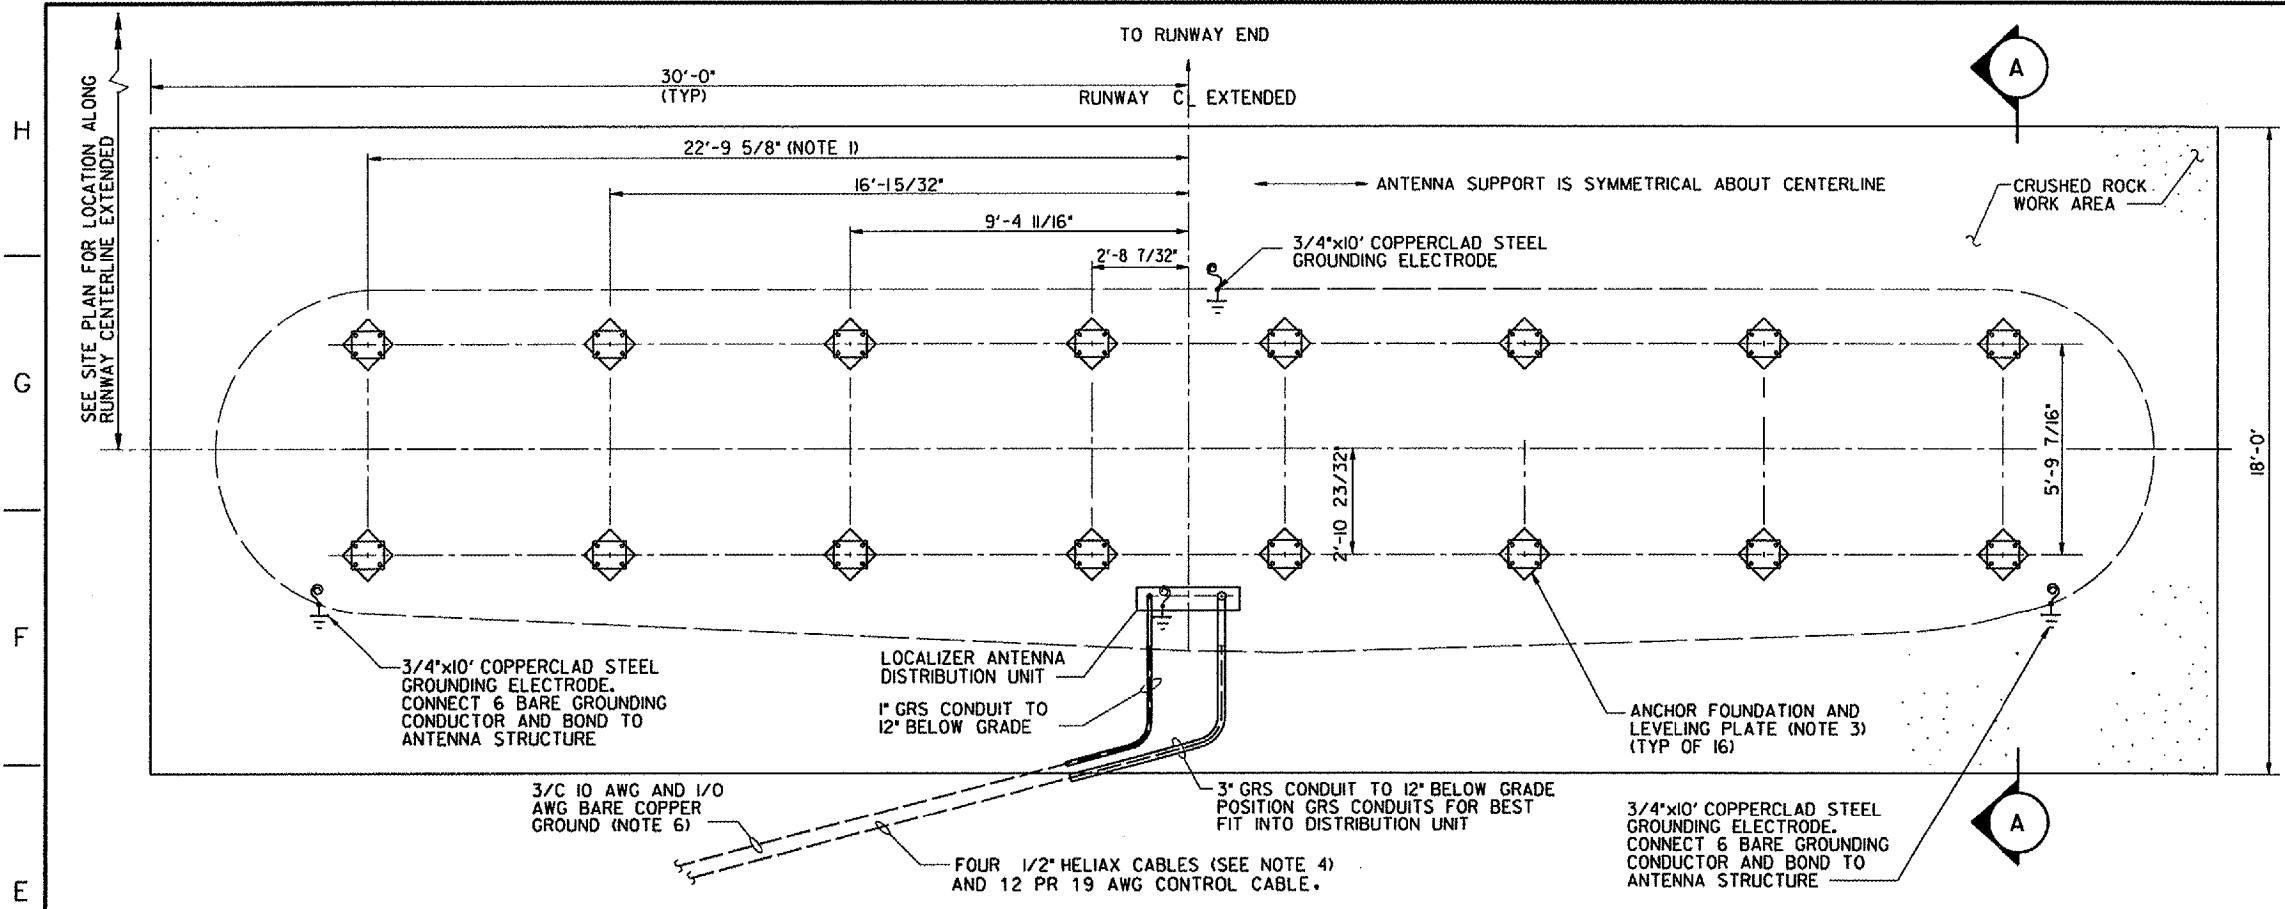 TO RUNWAY END
A
30'-0"
(TYP)
RUNWAY CL EXTENDED
SEE SITE PLAN FOR LOCATION ALONG
RUNWAY CENTERLINE EXTENDED
H
22'-9 5/8" (NOTE 1)
16'-1 5/32"
ANTENNA SUPPORT IS SYMMETRICAL ABOUT CENTERLINE
CRUSHED ROCK
WORK AREA
9'-4 11/16"
3/4"x10' COPPERCLAD STEEL
GROUNDING ELECTRODE
2'-8 7/32"
G
5'-9 7/16"
2'-10 23/32"
18'-0"
F
3/4"x10' COPPERCLAD STEEL
GROUNDING ELECTRODE.
CONNECT 6 BARE GROUNDING
CONDUCTOR AND BOND TO
ANTENNA STRUCTURE
LOCALIZER ANTENNA
DISTRIBUTION UNIT
1" GRS CONDUIT TO
12" BELOW GRADE
ANCHOR FOUNDATION AND
LEVELING PLATE (NOTE 3)
(TYP OF 16)
3/C 10 AWG AND 1/0
AWG BARE COPPER
GROUND (NOTE 6)
3" GRS CONDUIT TO 12" BELOW GRADE
POSITION GRS CONDUITS FOR BEST
FIT INTO DISTRIBUTION UNIT
3/4"x10' COPPERCLAD STEEL
GROUNDING ELECTRODE.
CONNECT 6 BARE GROUNDING
CONDUCTOR AND BOND TO
ANTENNA STRUCTURE
A
FOUR 1/2" HELIAX CABLES (SEE NOTE 4)
AND 12 PR 19 AWG CONTROL CABLE.
E